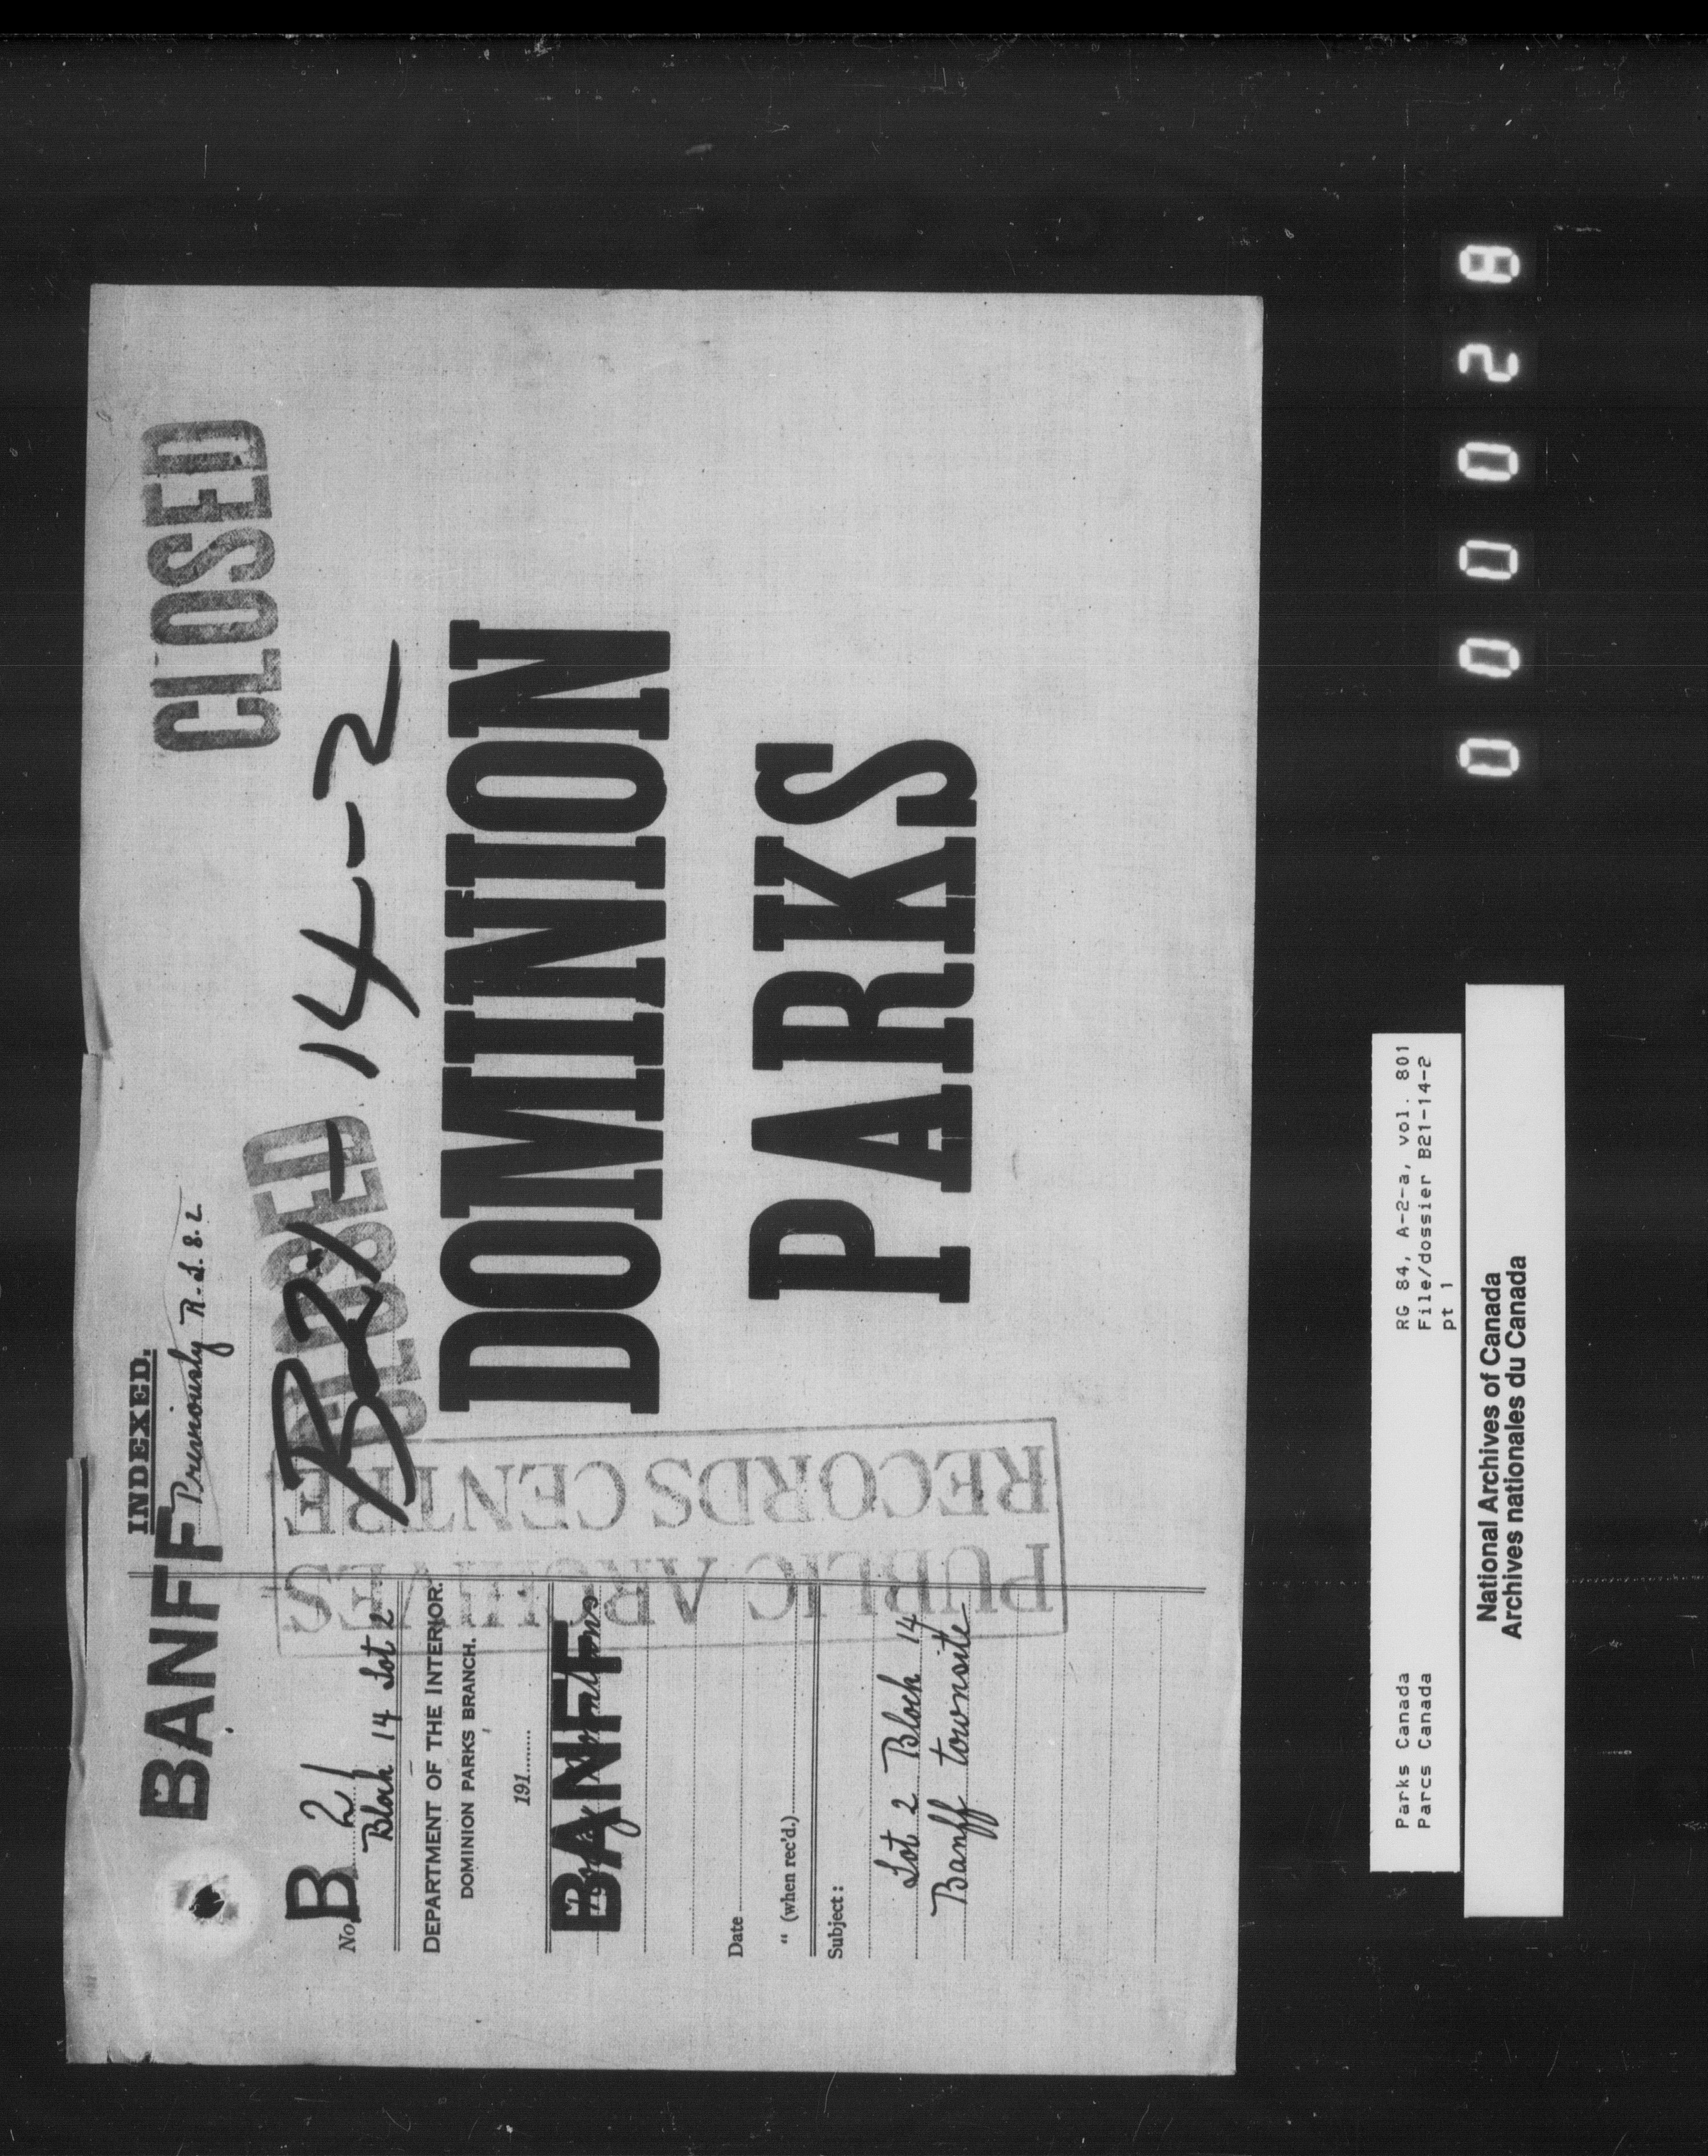 BANFF
INDEXED.
Previously R.S. 8. 2
CLOSED
No. B 21
Block 14 Lot 2
B21-14-2
CLOSED
CLOSED
DEPARTMENT OF THE INTERIOR.
DOMINION PARKS BRANCH.
191........
BANFF
Date
" (when rec'd.)
Subject:
Lot 2 Block 14
Banff townsite
PUBLIC ARCHIVES
RECORDS CENTRE
DOMINION
PARKS
Parks Canada
Parcs Canada
RG 84, A-2-a, vol. 801
File/dossier B21-14-2
pt 1
National Archives of Canada
Archives nationales du Canada
000028